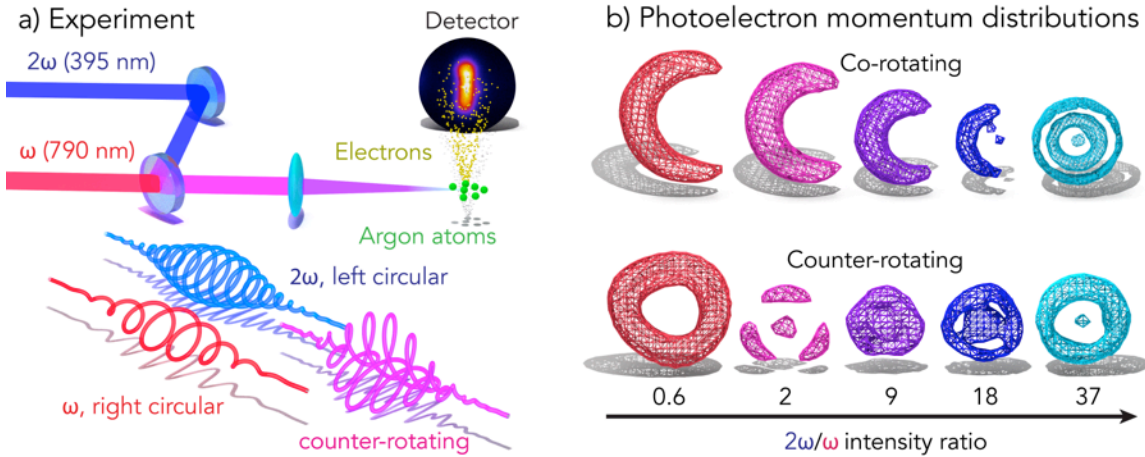 a) Experiment
Detector
2ω (395 nm)
ω (790 nm)
Electrons
Argon atoms
2ω, left circular
ω, right circular
counter-rotating
b) Photoelectron momentum distributions
Co-rotating
Counter-rotating
0.6 2 9 18 37
2ω/ω intensity ratio